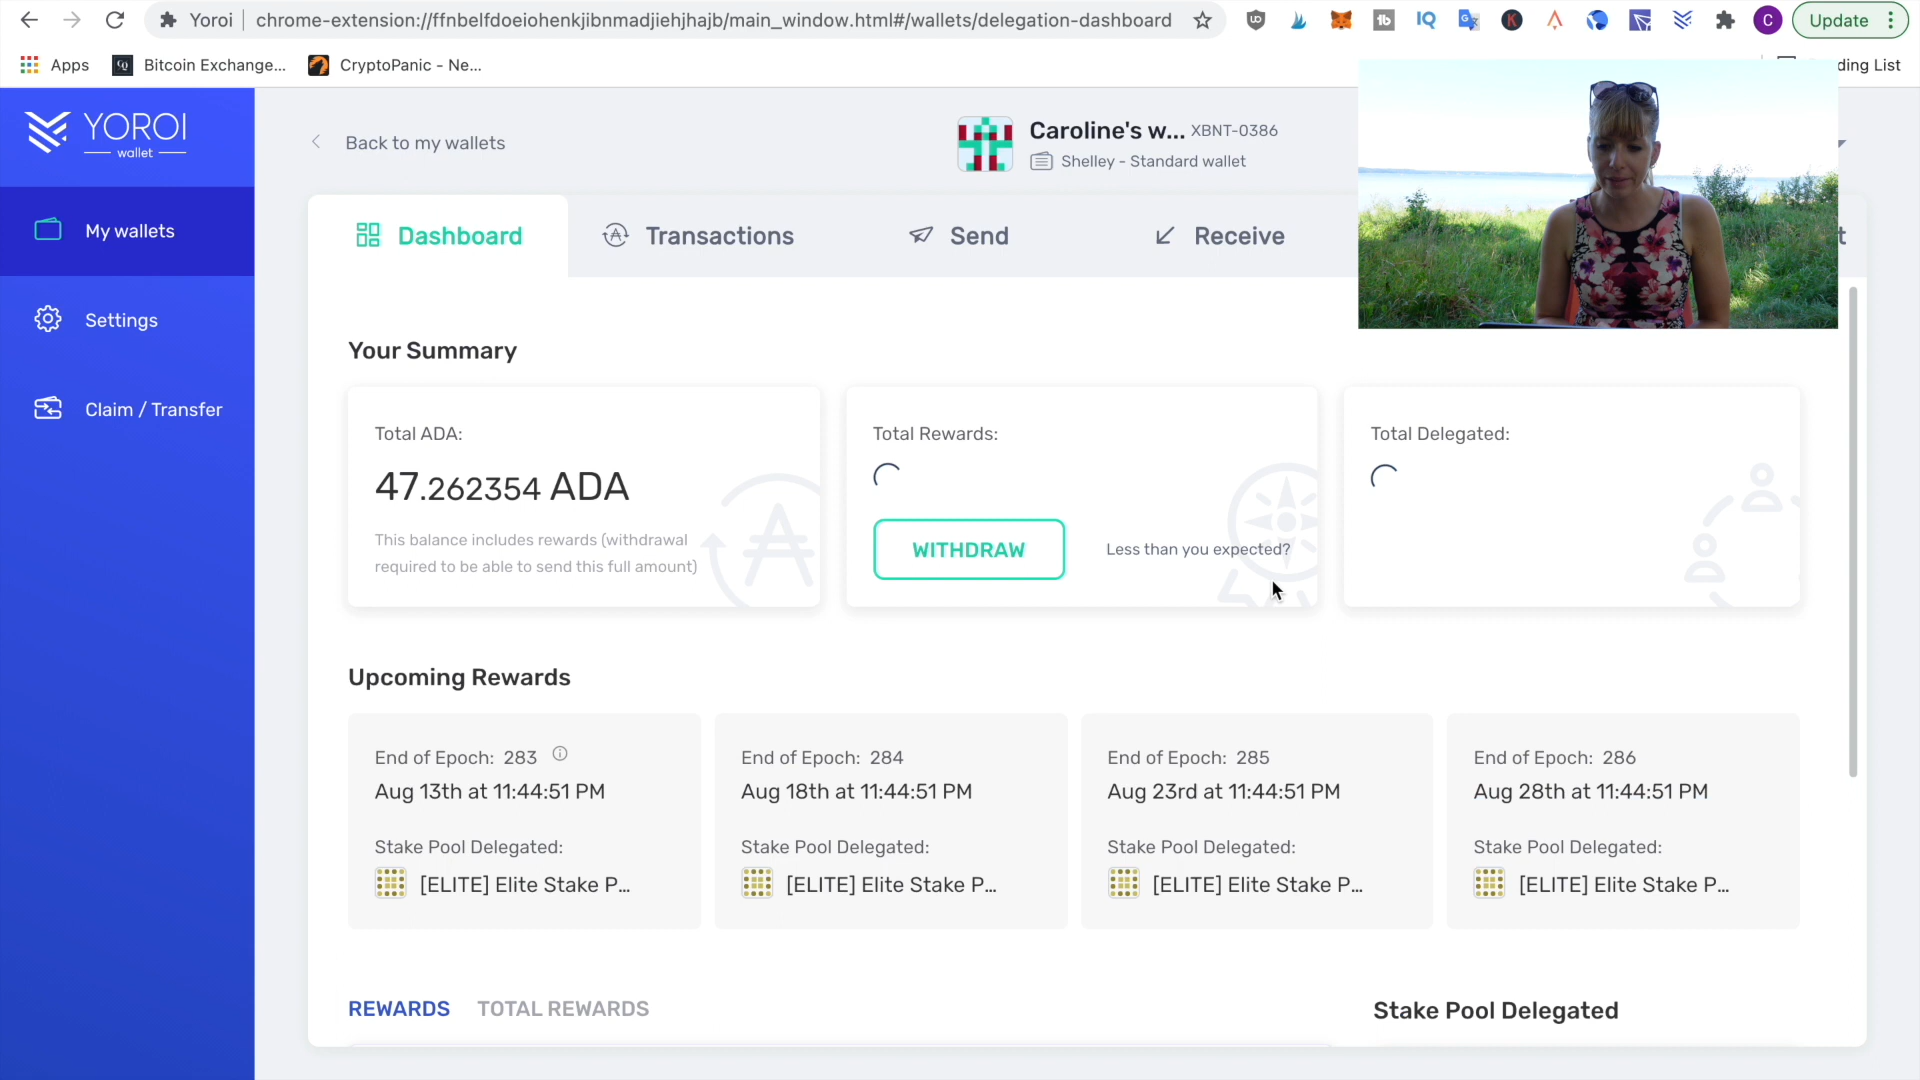 Yoroi
chrome-extension://ffnbelfdoeiohenkjibnmadjiehjhajb/main_window.html#/wallets/delegation-dashboard
C
Update
Apps
Bitcoin Exchange...
CryptoPanic - Ne...
ding List
YOROI
wallet
Back to my wallets
Caroline's w... XBNT-0386
Shelley - Standard wallet
My wallets
Settings
Claim / Transfer
Dashboard
Transactions
Send
Receive
t
Your Summary
Total ADA:
47.262354 ADA
This balance includes rewards (withdrawal
required to be able to send this full amount)
Total Rewards:
WITHDRAW
Less than you expected?
Total Delegated:
Upcoming Rewards
End of Epoch: 283
Aug 13th at 11:44:51 PM
Stake Pool Delegated:
[ELITE] Elite Stake P...
End of Epoch: 284
Aug 18th at 11:44:51 PM
Stake Pool Delegated:
[ELITE] Elite Stake P...
End of Epoch: 285
Aug 23rd at 11:44:51 PM
Stake Pool Delegated:
[ELITE] Elite Stake P...
End of Epoch: 286
Aug 28th at 11:44:51 PM
Stake Pool Delegated:
[ELITE] Elite Stake P...
REWARDS
TOTAL REWARDS
Stake Pool Delegated